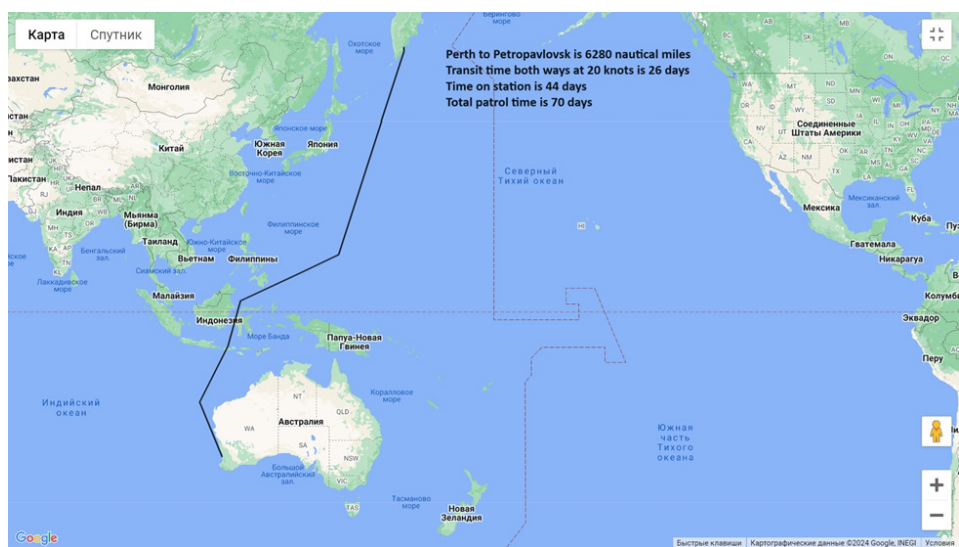 Карта
Спутник
Берингово
море
Охотское
море
Perth to Petropavlovsk is 6280 nautical miles
Transit time both ways at 20 knots is 26 days
Time on station is 44 days
Total patrol time is 70 days
Монголия
Японское море
Китай
Южная
Корея
Япония
Восточно-Китайское
море
Соединенные
Штаты Америки
Северный
Тихий океан
Пакистан
Непал
Индия
Мьянма
(Бирма)
Таиланд
Бенгальский
зал.
Вьетнам
Южно-Китайское
море
Сиамский зал.
Филиппинское
море
Филиппины
Лаккадивское
море
Малайзия
Индонезия
Море Банда
Папуа-Новая
Гвинея
Мексика
Мексиканский
зал.
Куба
Гватемала
Никарагуа
Эквадор
Перу
HI
Индийский
океан
Австралия
WA
NT
SA
QLD
NSW
VIC
TAS
Большой
Австралийский
зал.
Коралловое
море
Тасманово
море
Новая
Зеландия
Южная
часть
Тихого
океана
Google
Быстрые клавиши
Картографические данные ©2024 Google, INEGI
Условия